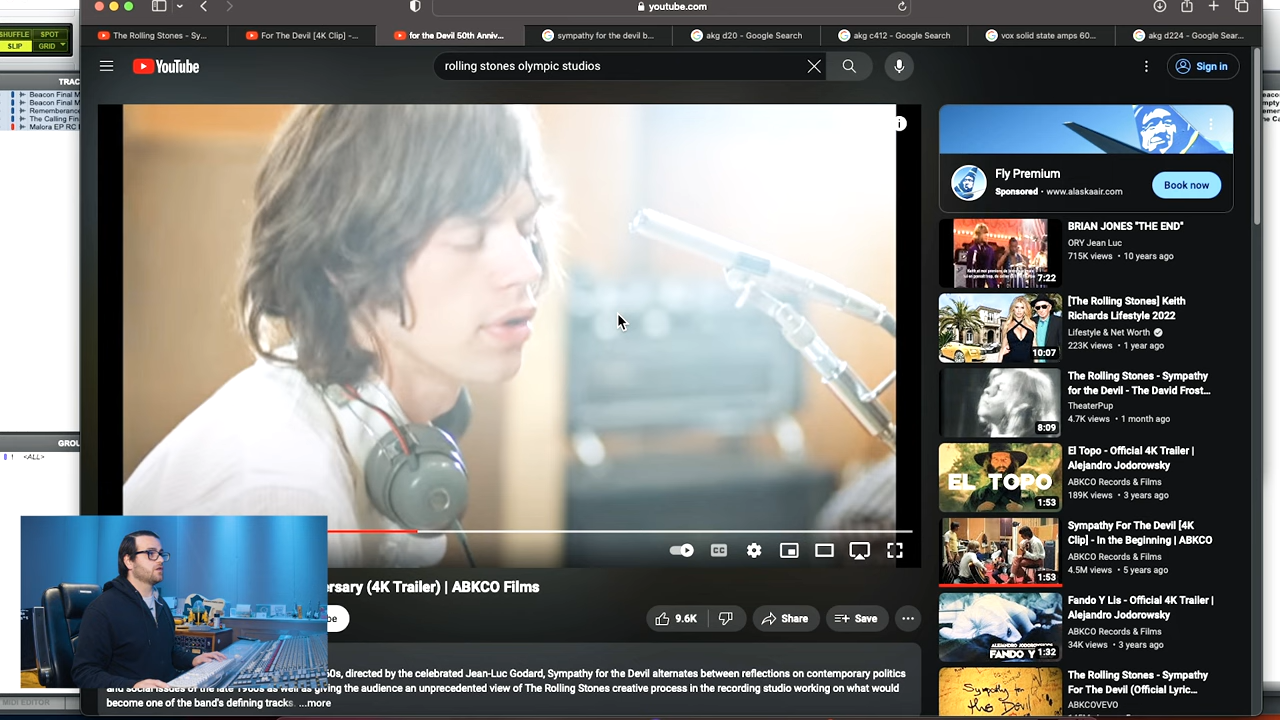 youtube.com
The Rolling Stones - Sy...
For The Devil [4K Clip] -...
for the Devil 50th Anniv...
sympathy for the devil b...
akg d20 - Google Search
akg c412 - Google Search
vox solid state amps 60...
akg d224 - Google Sear...
SHUFFLE SPOT
SLIP GRID
TRAC
Beacon Final M
Beacon Final M
Rememberance
The Calling Fin
Malora EP RC
GROU
! <ALL>
MIDI EDITOR
YouTube
rolling stones olympic studios
Sign in
Fly Premium
Sponsored · www.alaskaair.com
Book now
BRIAN JONES "THE END"
ORY Jean Luc
715K views • 10 years ago
7:22
[The Rolling Stones] Keith
Richards Lifestyle 2022
Lifestyle & Net Worth
223K views • 1 year ago
10:07
The Rolling Stones - Sympathy
for the Devil - The David Frost...
TheaterPup
4.7K views • 1 month ago
8:09
El Topo - Official 4K Trailer |
Alejandro Jodorowsky
ABKCO Records & Films
189K views • 3 years ago
EL TOPO
1:53
Sympathy For The Devil [4K
Clip] - In the Beginning | ABKCO
ABKCO Records & Films
4.5M views • 5 years ago
1:53
Fando Y Lis - Official 4K Trailer |
Alejandro Jodorowsky
ABKCO Records & Films
34K views • 3 years ago
FANDO Y
1:32
The Rolling Stones - Sympathy
For The Devil (Official Lyric...
ABKCOVEVO
Sympathy for
the Devil
CC
ersary (4K Trailer) | ABKCO Films
be
9.6K
Share
Save
60s, directed by the celebrated Jean-Luc Godard, Sympathy for the Devil alternates between reflections on contemporary politics
and social issues of the late 1960s as well as giving the audience an unp of The Rolling Stones creative process in the recording studio working on what would
become one of the band's defining tracks. ...more